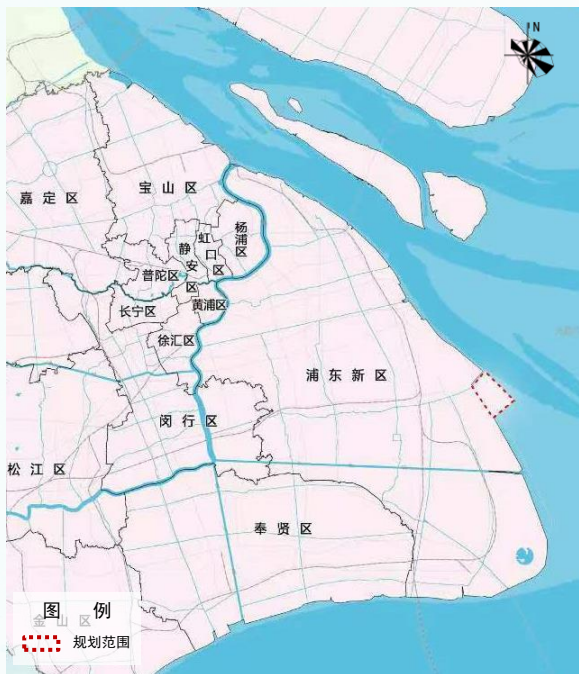 N
宝山区
嘉定区
杨浦区
虹口区
静安区
普陀区
长宁区
黄浦区
徐汇区
浦东新区
闵行区
松江区
奉贤区
金山区
图 例
规划范围